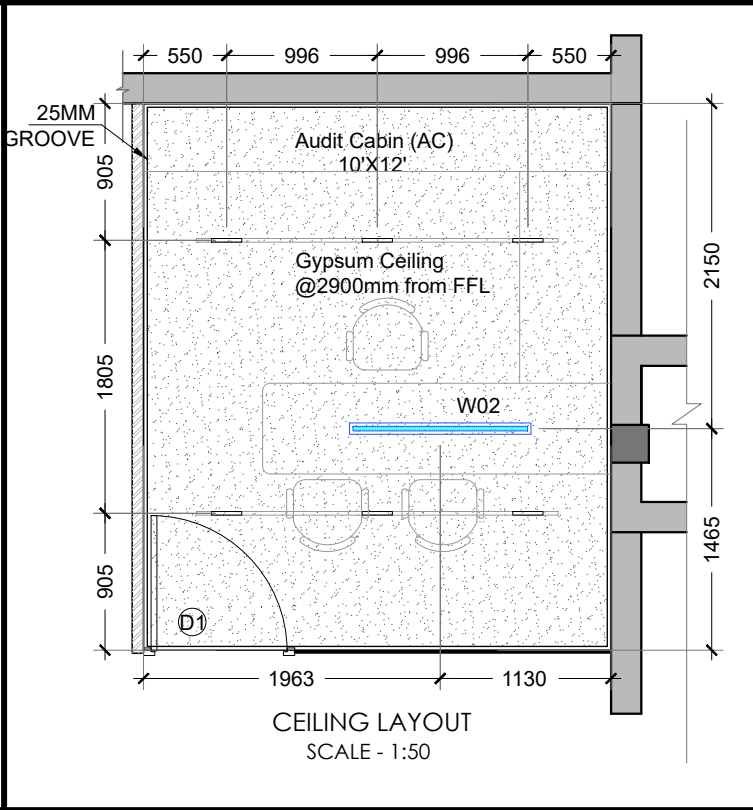 550
996
996
550
25MM
GROOVE
Audit Cabin (AC)
10'X12'
905
Gypsum Ceiling
@2900mm from FFL
2150
1805
W02
1465
905
D1
1963
1130
CEILING LAYOUT
SCALE - 1:50